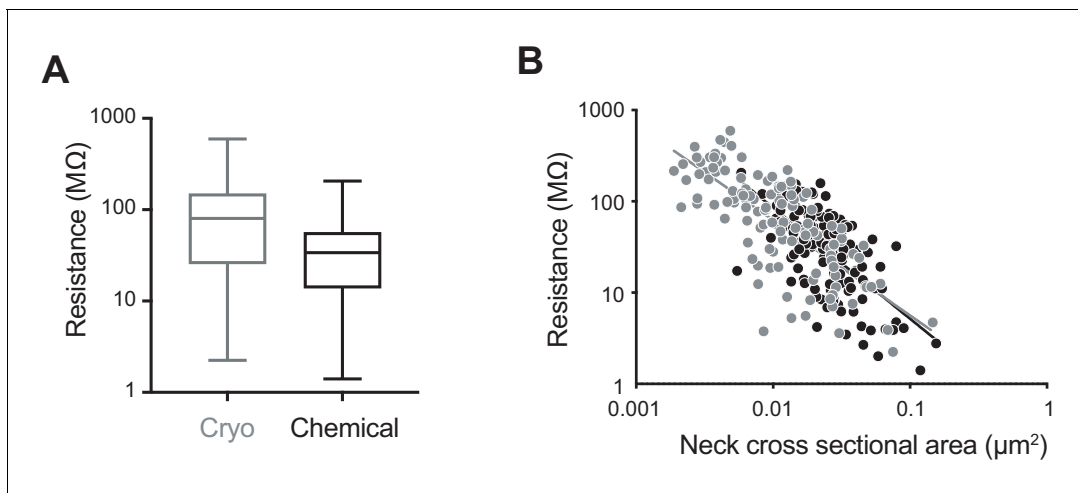 A
1000
100
10
1
Resistance (MΩ)
Cryo Chemical
B
1000
100
10
1
Resistance (MΩ)
0.001 0.01 0.1 1
Neck cross sectional area (μm²)